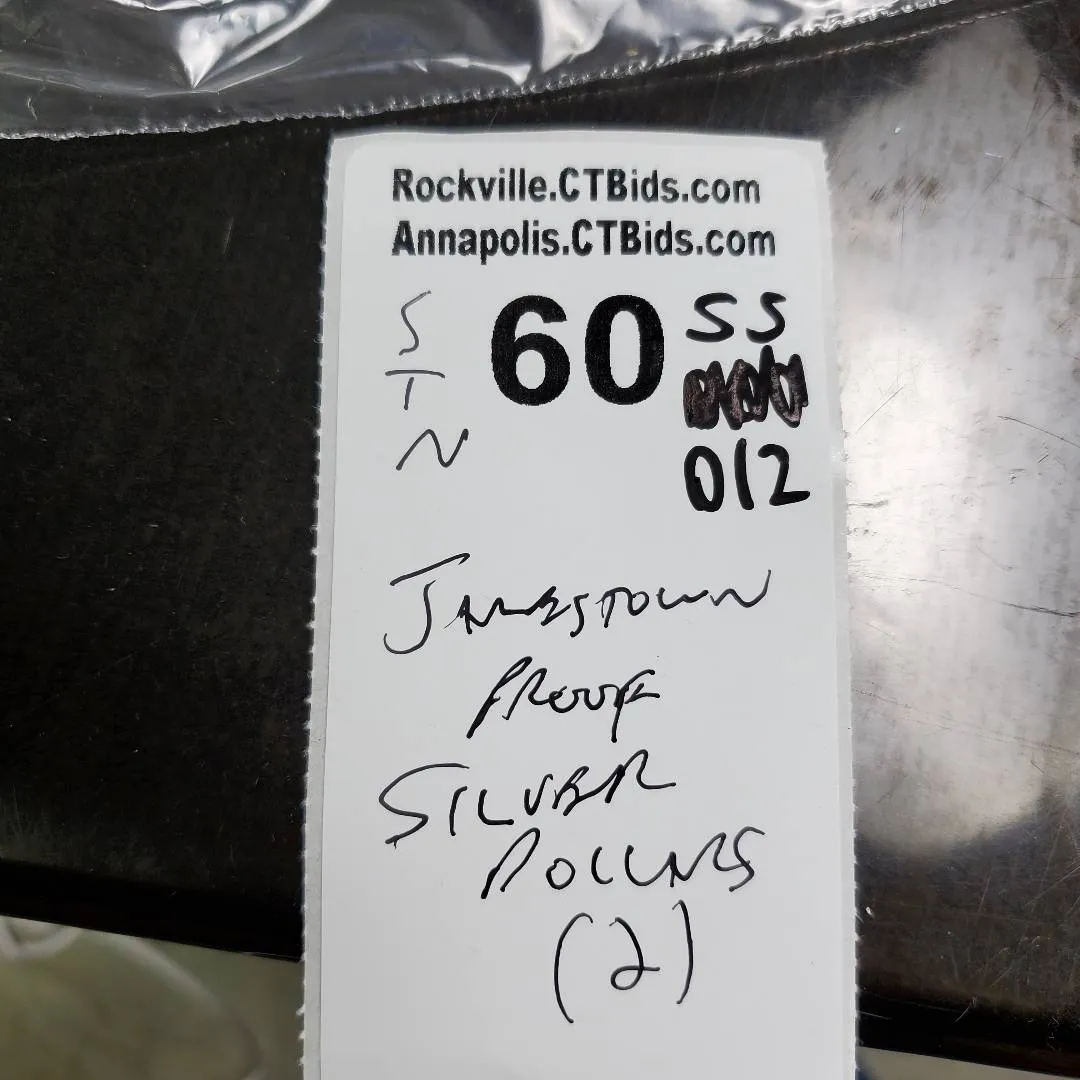 Rockville.CTBids.com
Annapolis.CTBids.com
S
T
N
60
SS
012
JAMESTOWN
PROOF
SILVER
DOLLARS
(2)